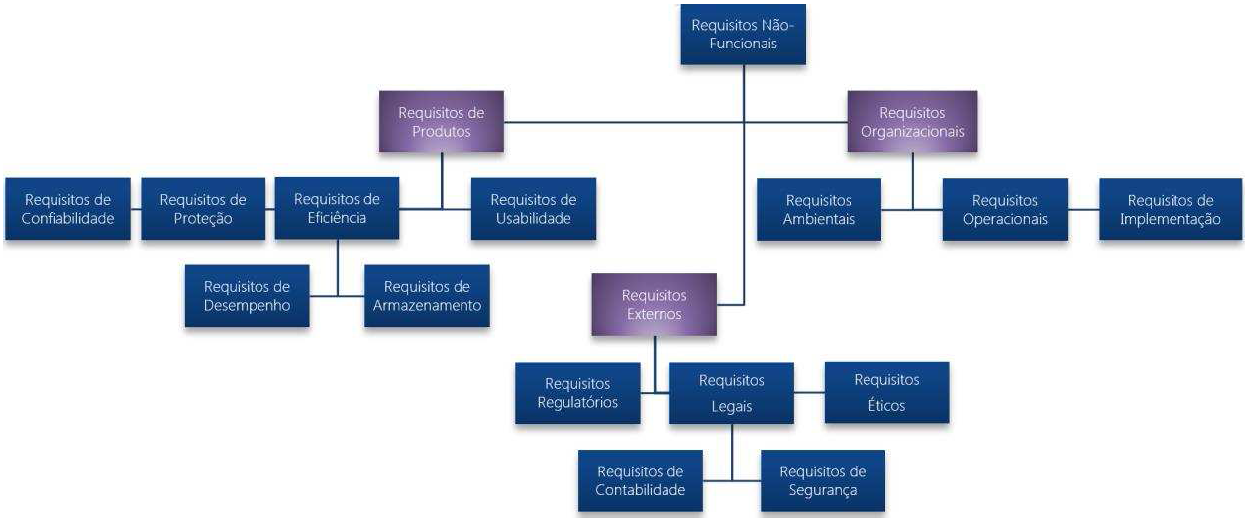 Requisitos Não-
Funcionais
Requisitos de
Produtos
Requisitos
Organizacionais
Requisitos de
Confiabilidade
Requisitos de
Proteção
Requisitos de
Eficiência
Requisitos de
Usabilidade
Requisitos
Ambientais
Requisitos
Operacionais
Requisitos de
Implementação
Requisitos de
Desempenho
Requisitos de
Armazenamento
Requisitos
Externos
Requisitos
Regulatórios
Requisitos
Legais
Requisitos
Éticos
Requisitos de
Contabilidade
Requisitos de
Segurança